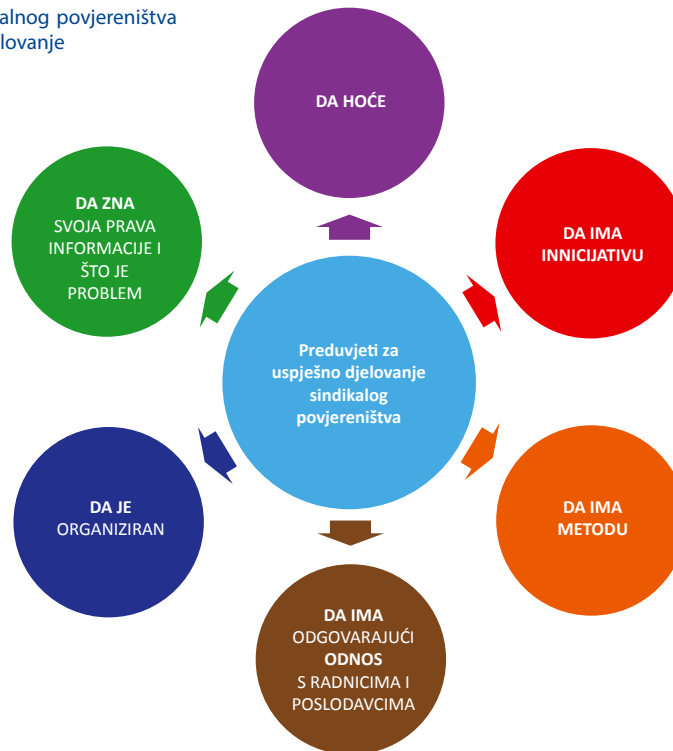 alnog povjereništva
lovanje
DA HOĆE
DA ZNA
SVOJA PRAVA
INFORMACIJE I
ŠTO JE
PROBLEM
DA IMA
INNICIJATIVU
Preduvjeti za
uspješno djelovanje
sindikalog
povjereništva
DA JE
ORGANIZIRAN
DA IMA
METODU
DA IMA
ODGOVARAJUĆI
ODNOS
S RADNICIMA I
POSLODAVCIMA